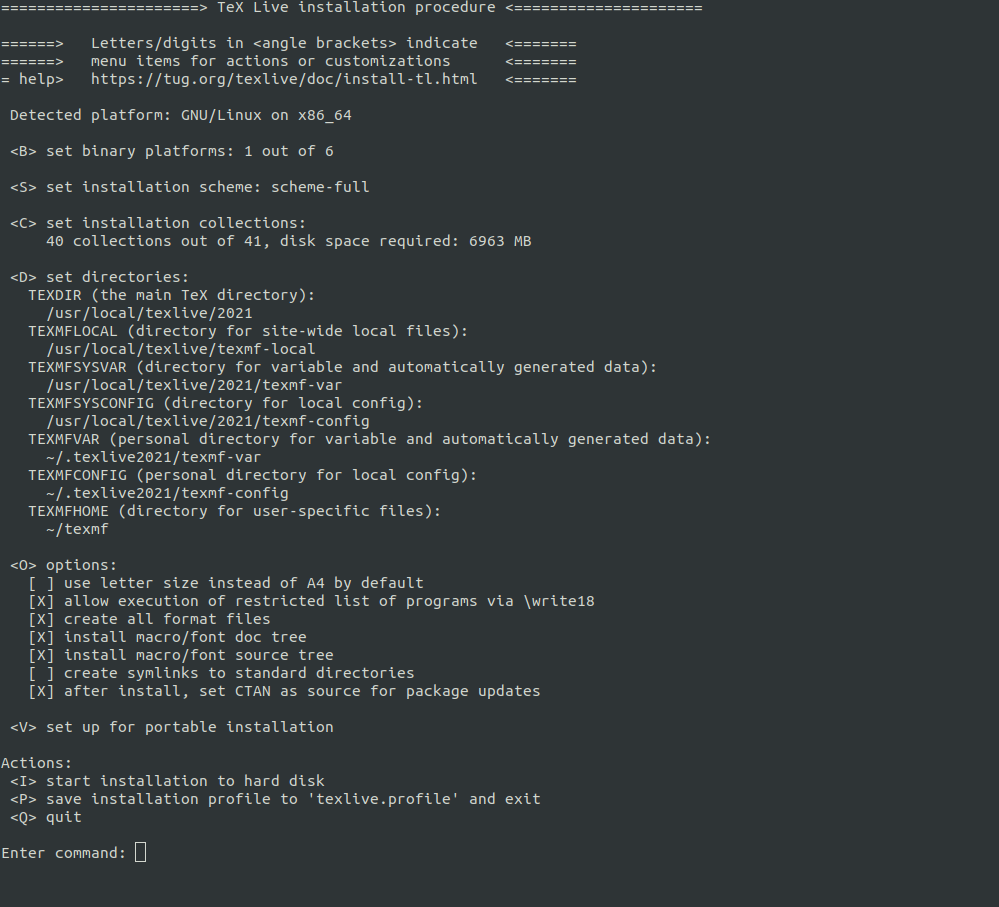 ======================> TeX Live installation procedure <=====================

======>   Letters/digits in <angle brackets> indicate   <=======
======>   menu items for actions or customizations      <=======
= help>   https://tug.org/texlive/doc/install-tl.html   <=======

 Detected platform: GNU/Linux on x86_64

 <B> set binary platforms: 1 out of 6

 <S> set installation scheme: scheme-full

 <C> set installation collections:
     40 collections out of 41, disk space required: 6963 MB

 <D> set directories:
   TEXDIR (the main TeX directory):
     /usr/local/texlive/2021
   TEXMFLOCAL (directory for site-wide local files):
     /usr/local/texlive/texmf-local
   TEXMFSYSVAR (directory for variable and automatically generated data):
     /usr/local/texlive/2021/texmf-var
   TEXMFSYSCONFIG (directory for local config):
     /usr/local/texlive/2021/texmf-config
   TEXMFVAR (personal directory for variable and automatically generated data):
     ~/.texlive2021/texmf-var
   TEXMFCONFIG (personal directory for local config):
     ~/.texlive2021/texmf-config
   TEXMFHOME (directory for user-specific files):
     ~/texmf

 <O> options:
   [ ] use letter size instead of A4 by default
   [X] allow execution of restricted list of programs via \write18
   [X] create all format files
   [X] install macro/font doc tree
   [X] install macro/font source tree
   [ ] create symlinks to standard directories
   [X] after install, set CTAN as source for package updates

 <V> set up for portable installation

Actions:
 <I> start installation to hard disk
 <P> save installation profile to 'texlive.profile' and exit
 <Q> quit

Enter command: